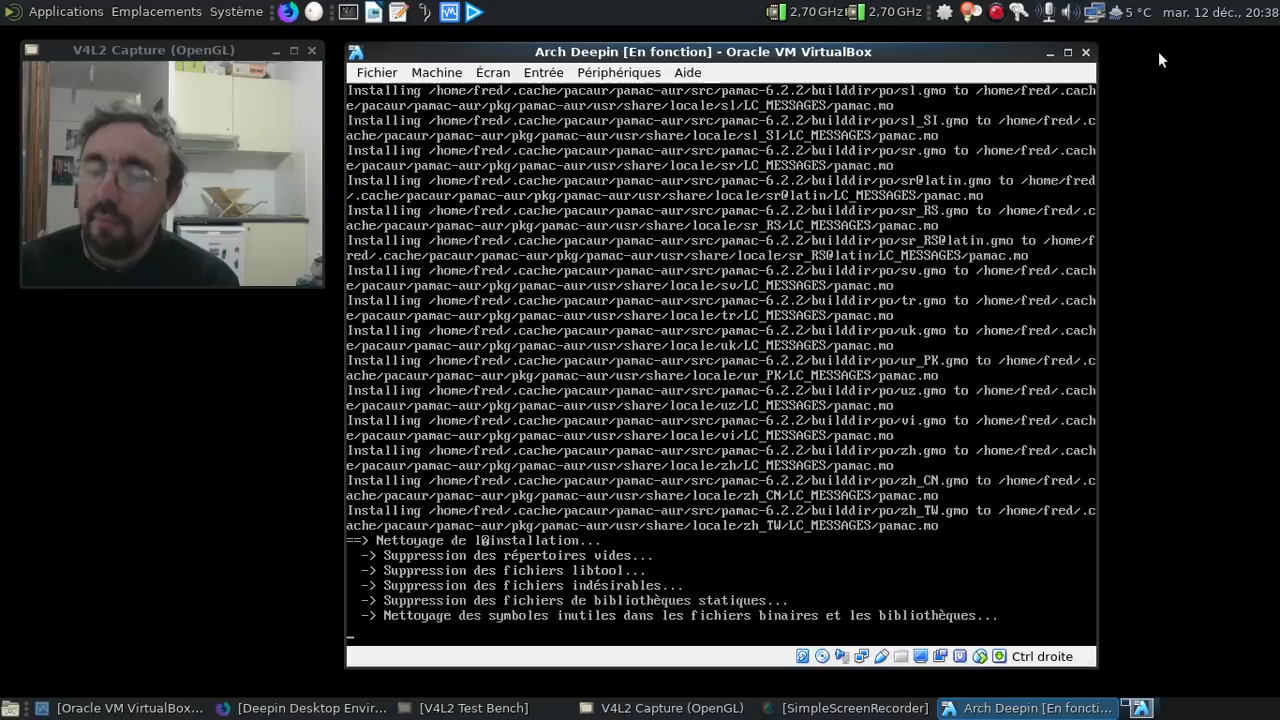 Applications Emplacements Système
2,70 GHz 2,70 GHz
5 °C mar. 12 déc., 20:38
V4L2 Capture (OpenGL)
Arch Deepin [En fonction] - Oracle VM VirtualBox
Fichier Machine Écran Entrée Périphériques Aide
Installing /home/fred/.cache/pacaur/pamac-aur/src/pamac-6.2.2/builddir/po/sl.gmo to /home/fred/.cach
e/pacaur/pamac-aur/pkg/pamac-aur/usr/share/locale/sl/LC_MESSAGES/pamac.mo
Installing /home/fred/.cache/pacaur/pamac-aur/src/pamac-6.2.2/builddir/po/sl_SI.gmo to /home/fred/.c
ache/pacaur/pamac-aur/pkg/pamac-aur/usr/share/locale/sl_SI/LC_MESSAGES/pamac.mo
Installing /home/fred/.cache/pacaur/pamac-aur/src/pamac-6.2.2/builddir/po/sr.gmo to /home/fred/.cach
e/pacaur/pamac-aur/pkg/pamac-aur/usr/share/locale/sr/LC_MESSAGES/pamac.mo
Installing /home/fred/.cache/pacaur/pamac-aur/src/pamac-6.2.2/builddir/po/sr@latin.gmo to /home/fred
/.cache/pacaur/pamac-aur/pkg/pamac-aur/usr/share/locale/sr@latin/LC_MESSAGES/pamac.mo
Installing /home/fred/.cache/pacaur/pamac-aur/src/pamac-6.2.2/builddir/po/sr_RS.gmo to /home/fred/.c
ache/pacaur/pamac-aur/pkg/pamac-aur/usr/share/locale/sr_RS/LC_MESSAGES/pamac.mo
Installing /home/fred/.cache/pacaur/pamac-aur/src/pamac-6.2.2/builddir/po/sr_RS@latin.gmo to /home/f
red/.cache/pacaur/pamac-aur/pkg/pamac-aur/usr/share/locale/sr_RS@latin/LC_MESSAGES/pamac.mo
Installing /home/fred/.cache/pacaur/pamac-aur/src/pamac-6.2.2/builddir/po/sv.gmo to /home/fred/.cach
e/pacaur/pamac-aur/pkg/pamac-aur/usr/share/locale/sv/LC_MESSAGES/pamac.mo
Installing /home/fred/.cache/pacaur/pamac-aur/src/pamac-6.2.2/builddir/po/tr.gmo to /home/fred/.cach
e/pacaur/pamac-aur/pkg/pamac-aur/usr/share/locale/tr/LC_MESSAGES/pamac.mo
Installing /home/fred/.cache/pacaur/pamac-aur/src/pamac-6.2.2/builddir/po/uk.gmo to /home/fred/.cach
e/pacaur/pamac-aur/pkg/pamac-aur/usr/share/locale/uk/LC_MESSAGES/pamac.mo
Installing /home/fred/.cache/pacaur/pamac-aur/src/pamac-6.2.2/builddir/po/ur_PK.gmo to /home/fred/.c
ache/pacaur/pamac-aur/pkg/pamac-aur/usr/share/locale/ur_PK/LC_MESSAGES/pamac.mo
Installing /home/fred/.cache/pacaur/pamac-aur/src/pamac-6.2.2/builddir/po/uz.gmo to /home/fred/.cach
e/pacaur/pamac-aur/pkg/pamac-aur/usr/share/locale/uz/LC_MESSAGES/pamac.mo
Installing /home/fred/.cache/pacaur/pamac-aur/src/pamac-6.2.2/builddir/po/vi.gmo to /home/fred/.cach
e/pacaur/pamac-aur/pkg/pamac-aur/usr/share/locale/vi/LC_MESSAGES/pamac.mo
Installing /home/fred/.cache/pacaur/pamac-aur/src/pamac-6.2.2/builddir/po/zh.gmo to /home/fred/.cach
e/pacaur/pamac-aur/pkg/pamac-aur/usr/share/locale/zh/LC_MESSAGES/pamac.mo
Installing /home/fred/.cache/pacaur/pamac-aur/src/pamac-6.2.2/builddir/po/zh_CN.gmo to /home/fred/.c
ache/pacaur/pamac-aur/pkg/pamac-aur/usr/share/locale/zh_CN/LC_MESSAGES/pamac.mo
Installing /home/fred/.cache/pacaur/pamac-aur/src/pamac-6.2.2/builddir/po/zh_TW.gmo to /home/fred/.c
ache/pacaur/pamac-aur/pkg/pamac-aur/usr/share/locale/zh_TW/LC_MESSAGES/pamac.mo
==> Nettoyage de l@installation...
-> Suppression des répertoires vides...
-> Suppression des fichiers libtool...
-> Suppression des fichiers indésirables...
-> Suppression des fichiers de bibliothèques statiques...
-> Nettoyage des symboles inutiles dans les fichiers binaires et les bibliothèques...
Ctrl droite
[Oracle VM VirtualBox... [Deepin Desktop Envir... [V4L2 Test Bench] V4L2 Capture (OpenGL) [SimpleScreenRecorder] Arch Deepin [En foncti...